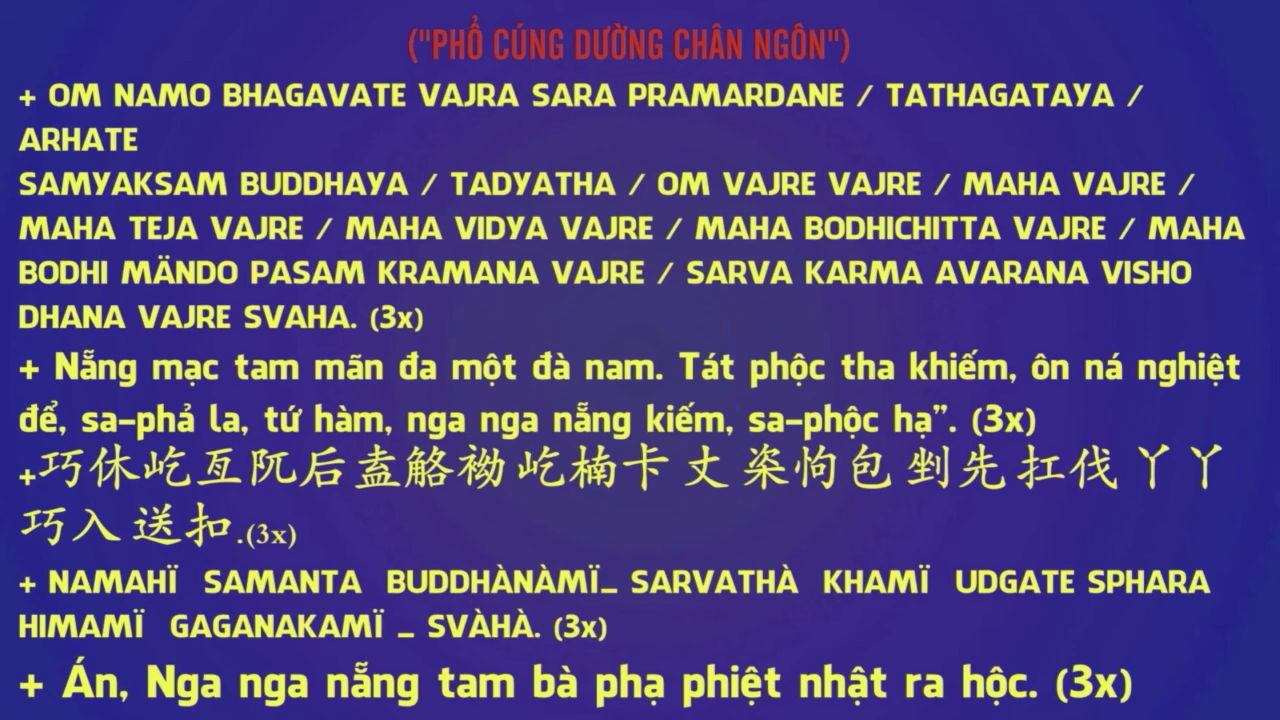 ("PHỔ CÚNG DƯỜNG CHÂN NGÔN")
+ OM NAMO BHAGAVATE VAJRA SARA PRAMARDANE / TATHAGATAYA /
ARHATE
SAMYAKSAM BUDDHAYA / TADYATHA / OM VAJRE VAJRE / MAHA VAJRE /
MAHA TEJA VAJRE / MAHA VIDYA VAJRE / MAHA BODHICHITTA VAJRE / MAHA
BODHI MÄNDO PASAM KRAMANA VAJRE / SARVA KARMA AVARANA VISHO
DHANA VAJRE SVAHA. (3x)
+ Nẵng mạc tam mãn đa một đà nam. Tát phộc tha khiếm, ôn ná nghiệt
để, sa-phả la, tứ hàm, nga nga nẵng kiếm, sa-phộc hạ”. (3x)
+巧休屹亙阢后盍觡袎 屹楠卡 丈 栥怐包 剉先 扛伐 丫丫
巧入 送扣.(3x)
+ NAMAHÏ SAMANTA BUDDHÀNÀMÏ_ SARVATHÀ KHAMÏ UDGATE SPHARA
HIMAMÏ GAGANAKAMÏ _ SVÀHÀ. (3x)
+ Án, Nga nga nẵng tam bà phạ phiệt nhật ra hộc. (3x)